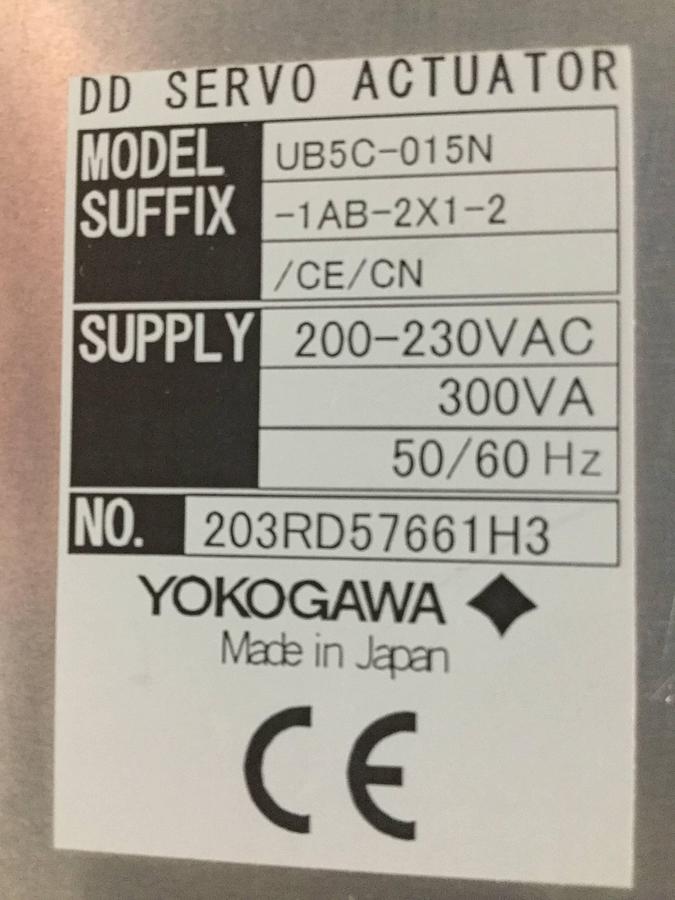 DD SERVO ACTUATOR
MODEL UB5C-015N
SUFFIX -1AB-2X1-2
/CE/CN
SUPPLY 200-230VAC
300VA
50/60 Hz
NO. 203RD57661H3
YOKOGAWA
Made in Japan
CE